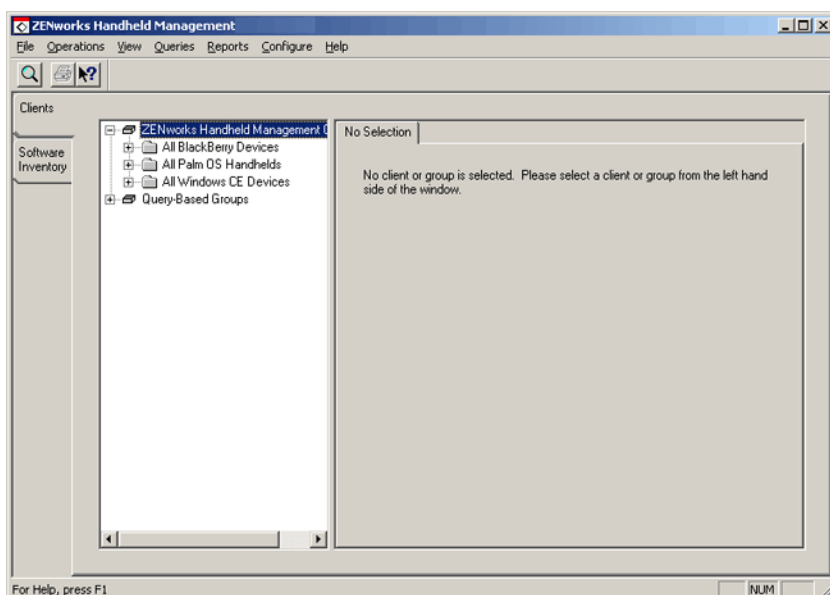 ZENworks Handheld Management
File Operations View Queries Reports Configure Help
Clients
Software
Inventory
ZENworks Handheld Management
All BlackBerry Devices
All Palm OS Handhelds
All Windows CE Devices
Query-Based Groups
No Selection
No client or group is selected. Please select a client or group from the left hand
side of the window.
For Help, press F1
NUM